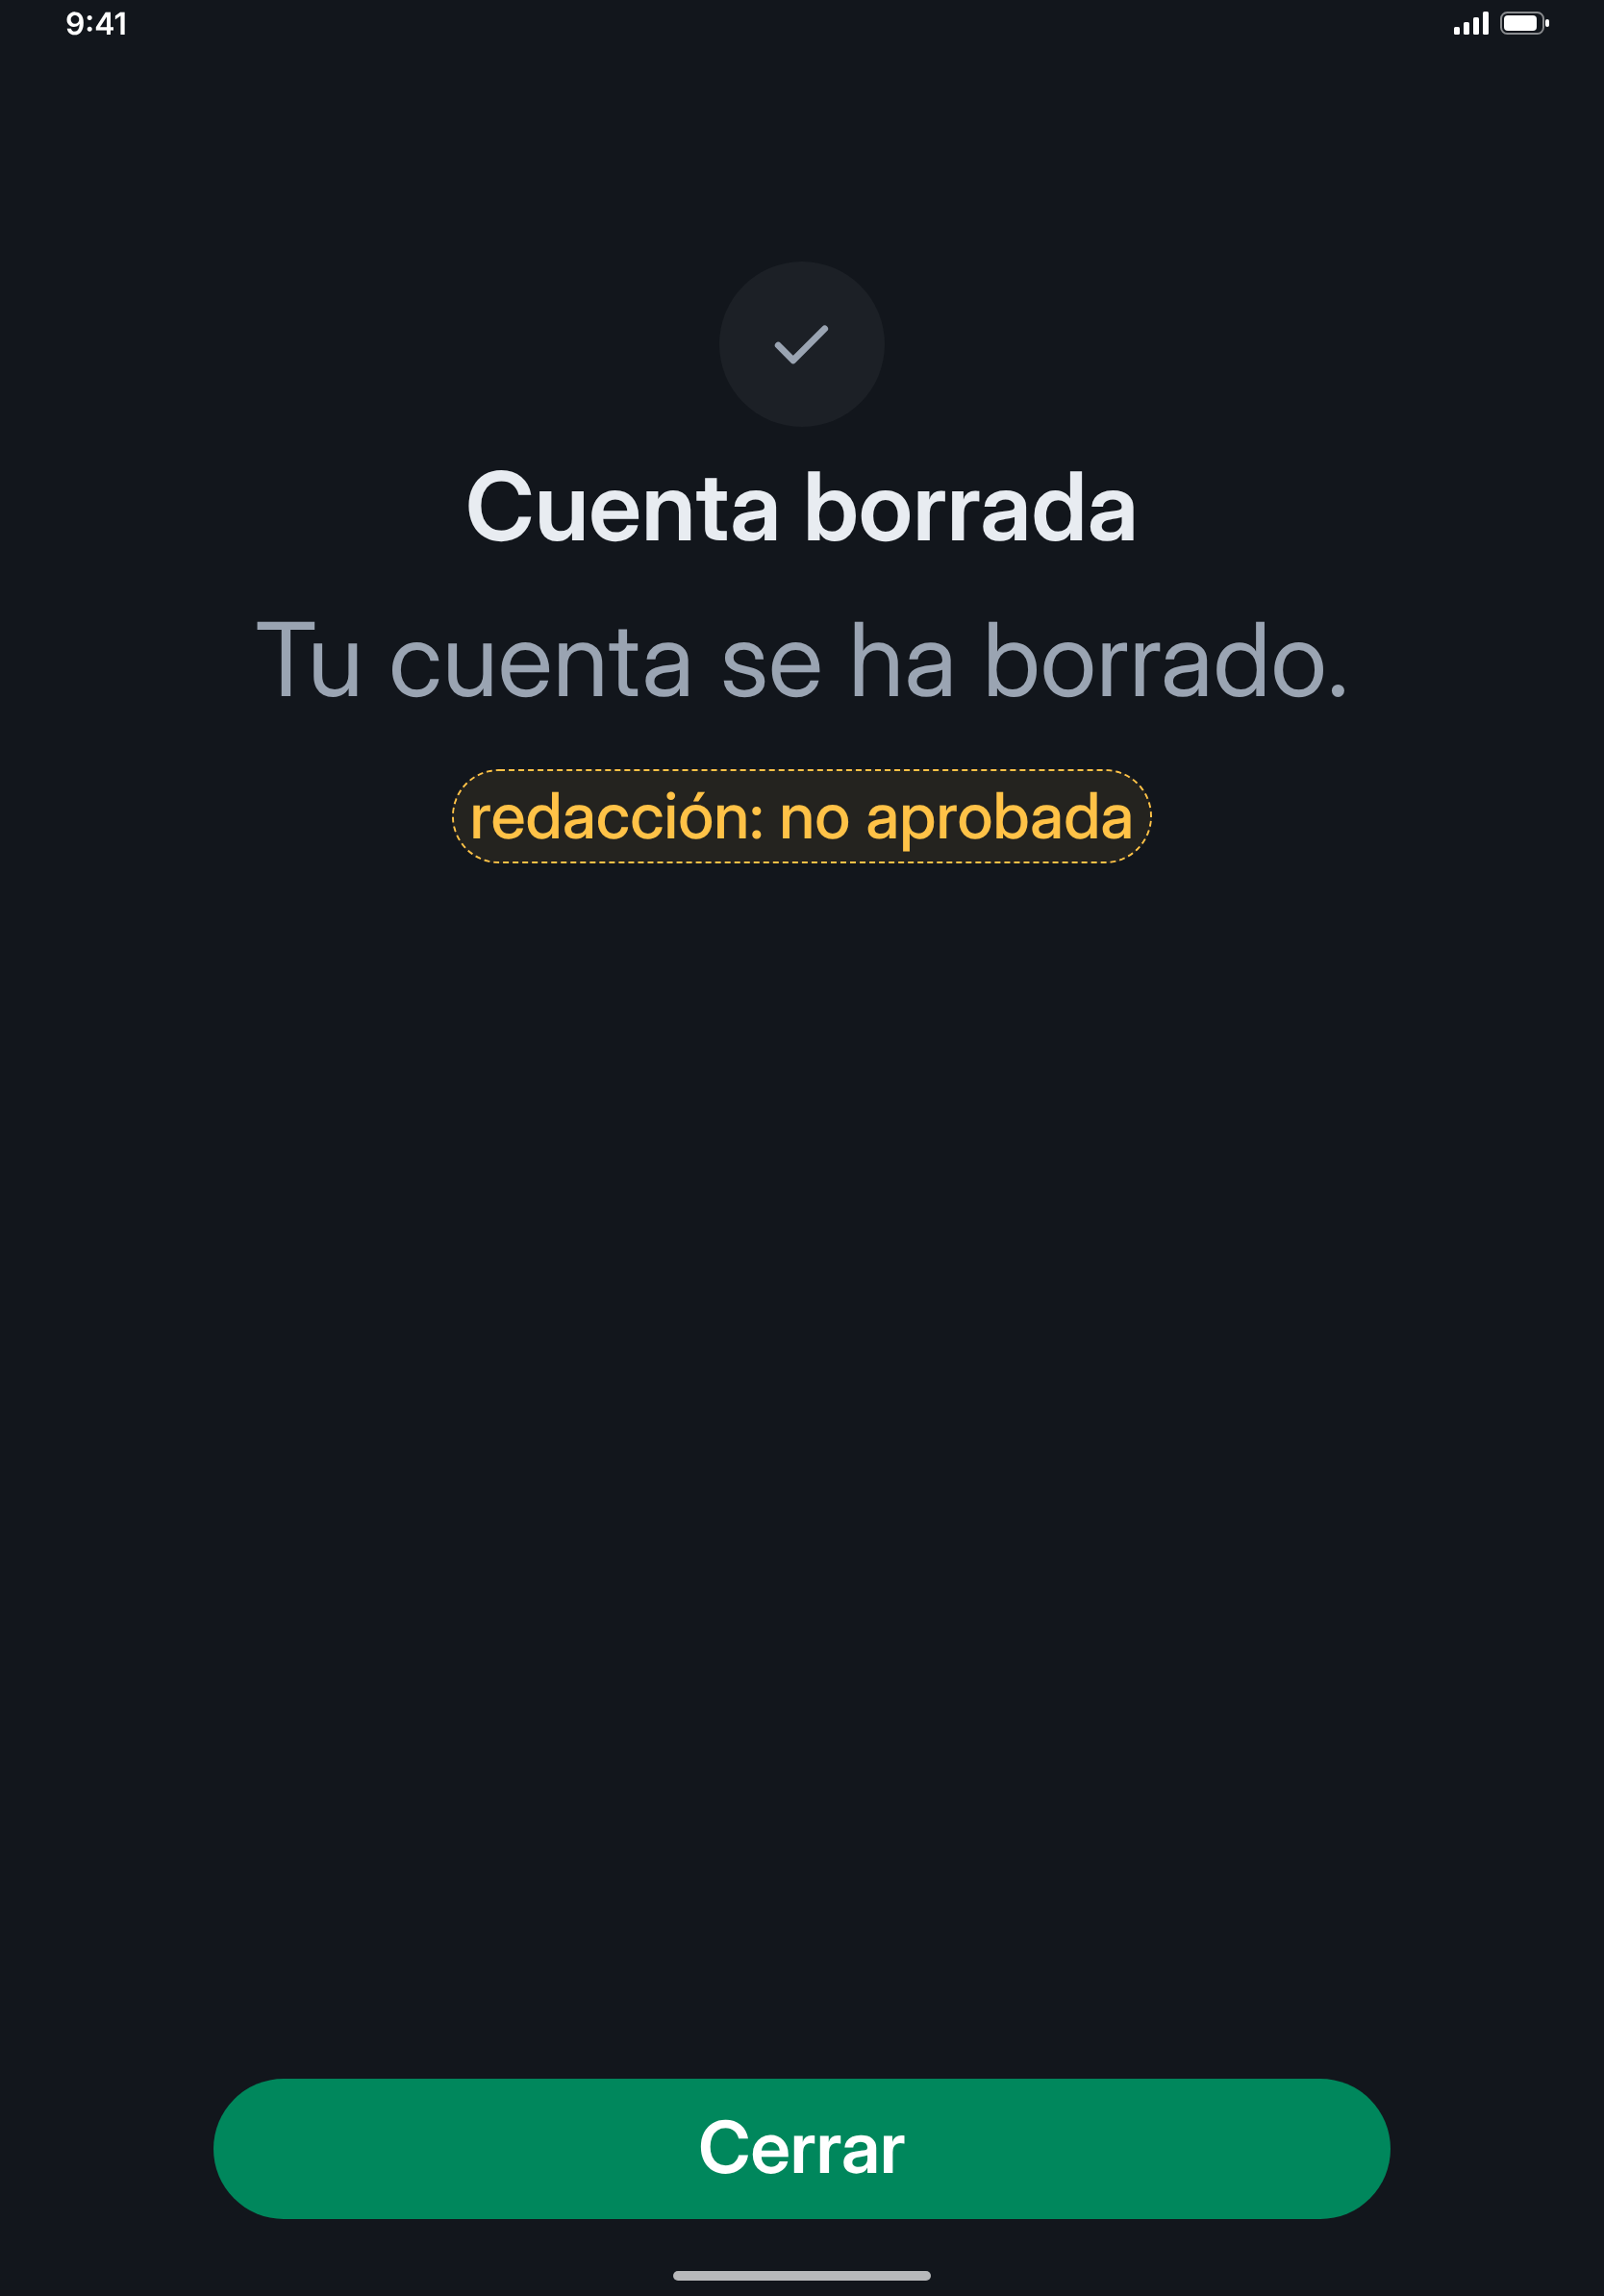 9:41
Cuenta borrada
Tu cuenta se ha borrado.
redacción: no aprobada
Cerrar